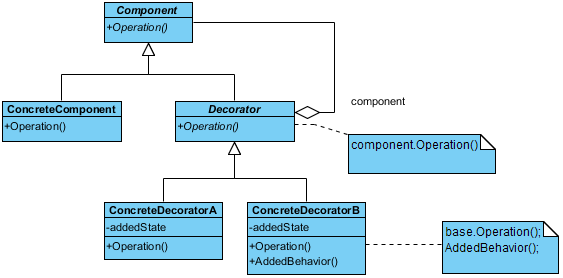 Component
+Operation()
component
ConcreteComponent
+Operation()
Decorator
+Operation()
component.Operation()
ConcreteDecoratorA
-addedState
+Operation()
ConcreteDecoratorB
-addedState
+Operation()
+AddedBehavior()
base.Operation();
AddedBehavior();